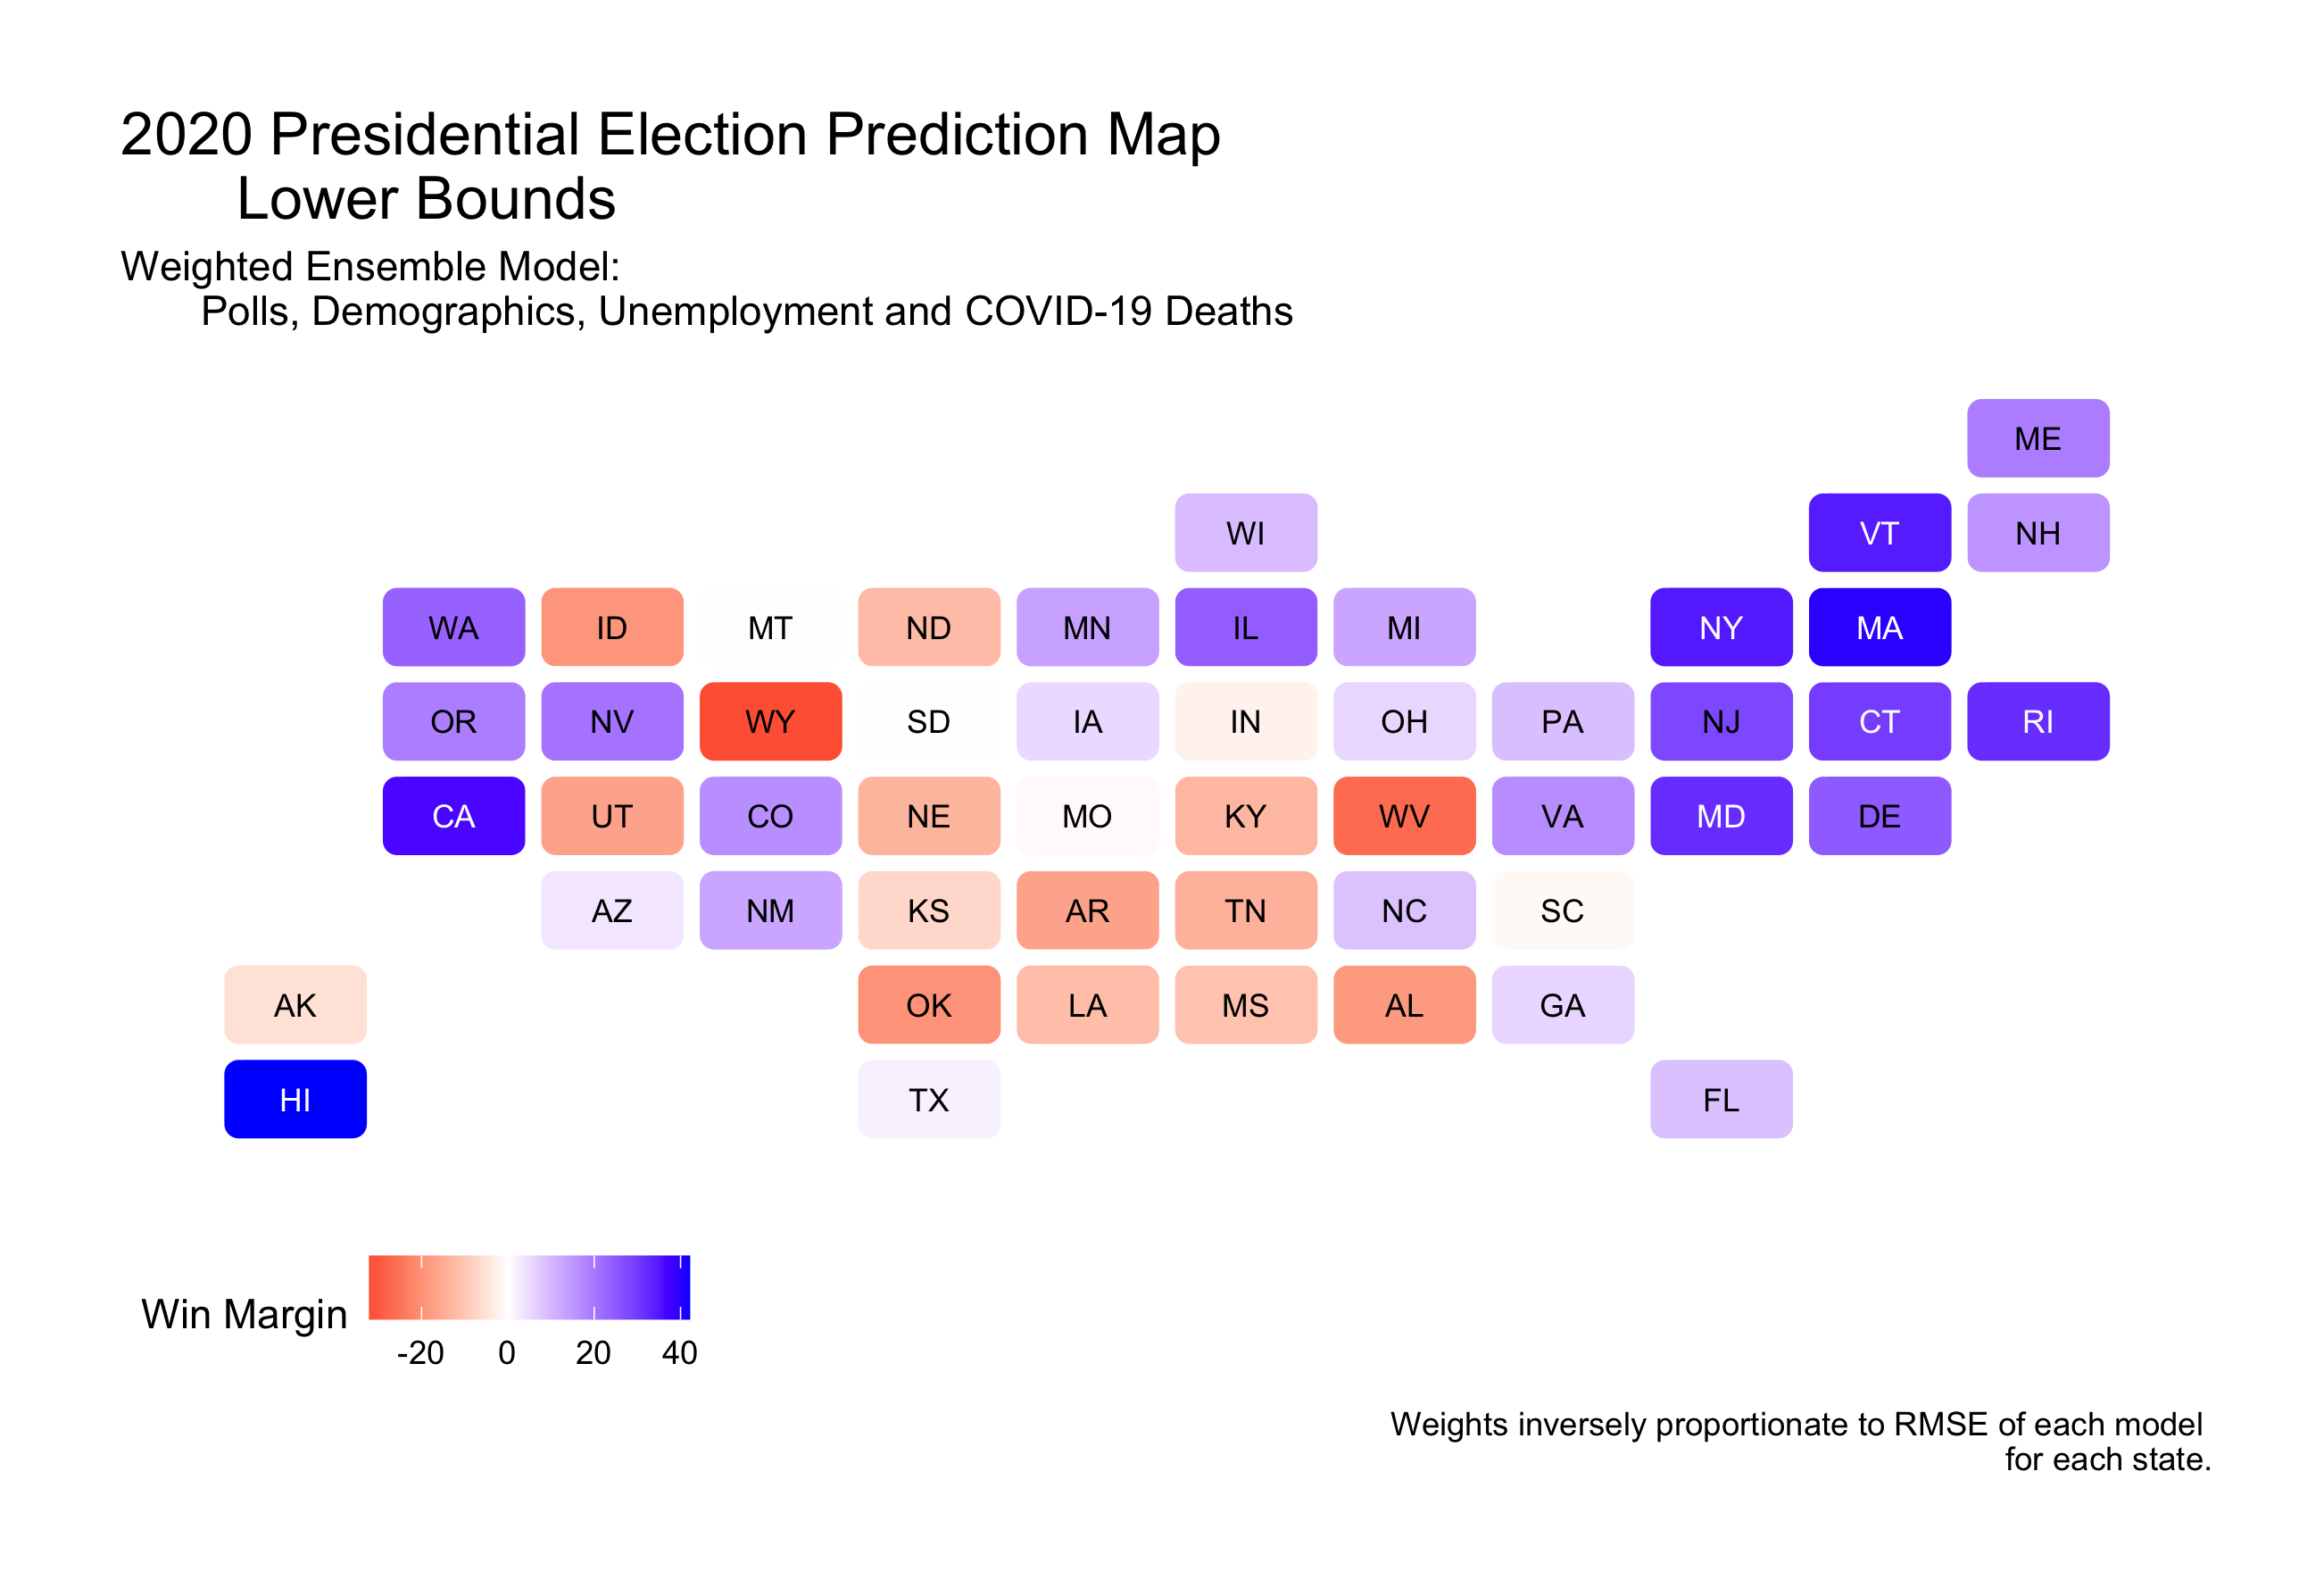 2020 Presidential Election Prediction Map
Lower Bounds
Weighted Ensemble Model:
Polls, Demographics, Unemployment and COVID-19 Deaths
ME
WI VT NH
WA ID MT ND MN IL MI NY MA
OR NV WY SD IA IN OH PA NJ CT RI
CA UT CO NE MO KY WV VA MD DE
AZ NM KS AR TN NC SC
AK OK LA MS AL GA
HI TX FL
Win Margin
-20 0 20 40
Weights inversely proportionate to RMSE of each model
for each state.